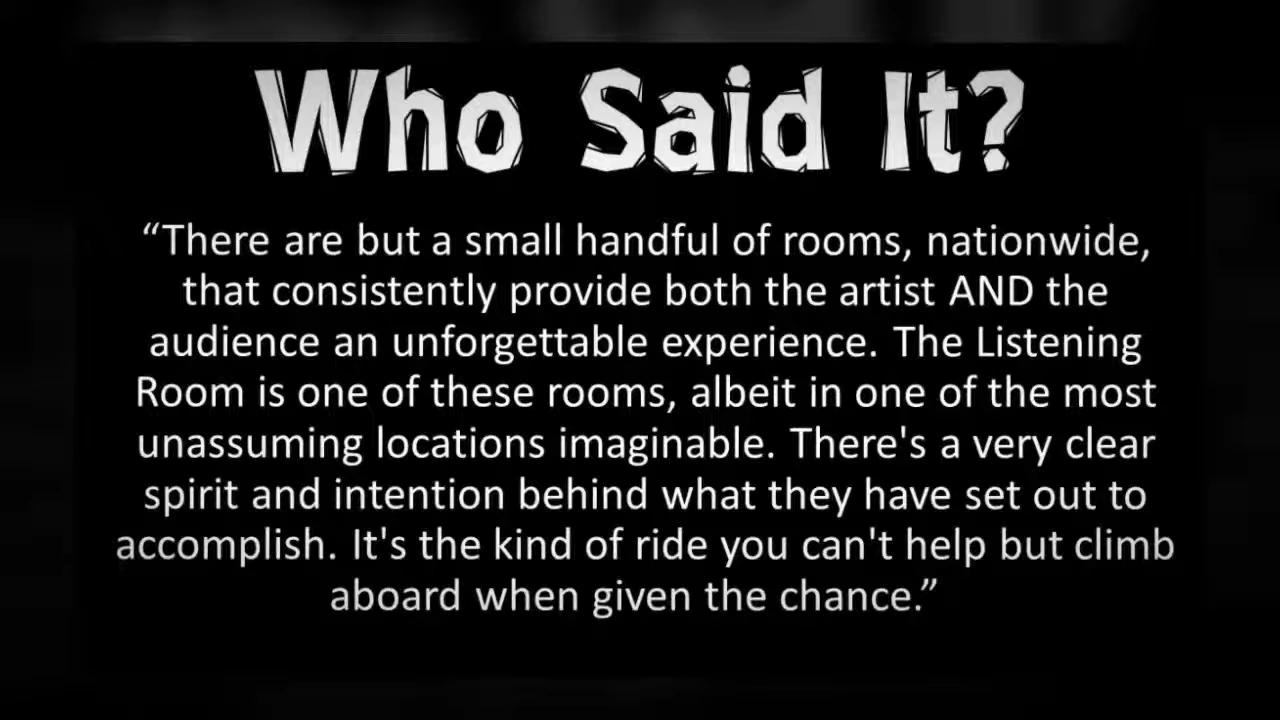 Who Said It?
“There are but a small handful of rooms, nationwide,
that consistently provide both the artist AND the
audience an unforgettable experience. The Listening
Room is one of these rooms, albeit in one of the most
unassuming locations imaginable. There's a very clear
spirit and intention behind what they have set out to
accomplish. It's the kind of ride you can't help but climb
aboard when given the chance.”